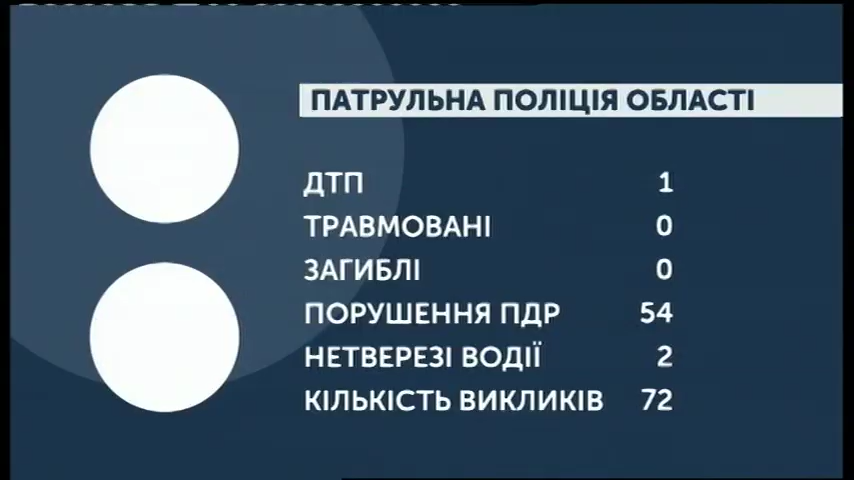 ПАТРУЛЬНА ПОЛІЦІЯ ОБЛАСТІ
ДТП 1
ТРАВМОВАНІ 0
ЗАГИБЛІ 0
ПОРУШЕННЯ ПДР 54
НЕТВЕРЕЗІ ВОДІЇ 2
КІЛЬКІСТЬ ВИКЛИКІВ 72